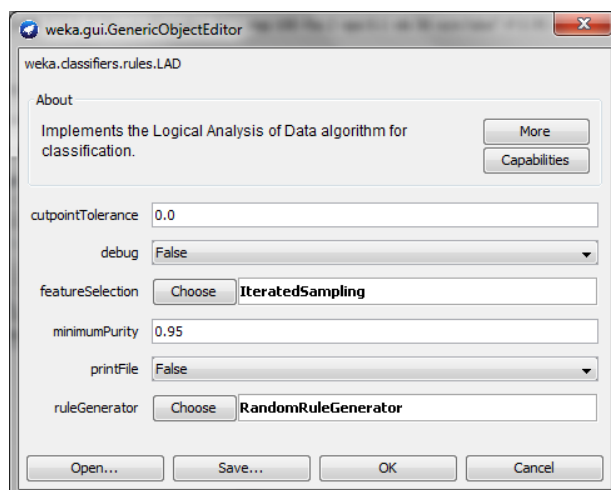 weka.gui.GenericObjectEditor
weka.classifiers.rules.LAD
About
Implements the Logical Analysis of Data algorithm for
classification.
More
Capabilities
cutpointTolerance 0.0
debug False
featureSelection Choose IteratedSampling
minimumPurity 0.95
printFile False
ruleGenerator Choose RandomRuleGenerator
Open... Save... OK Cancel